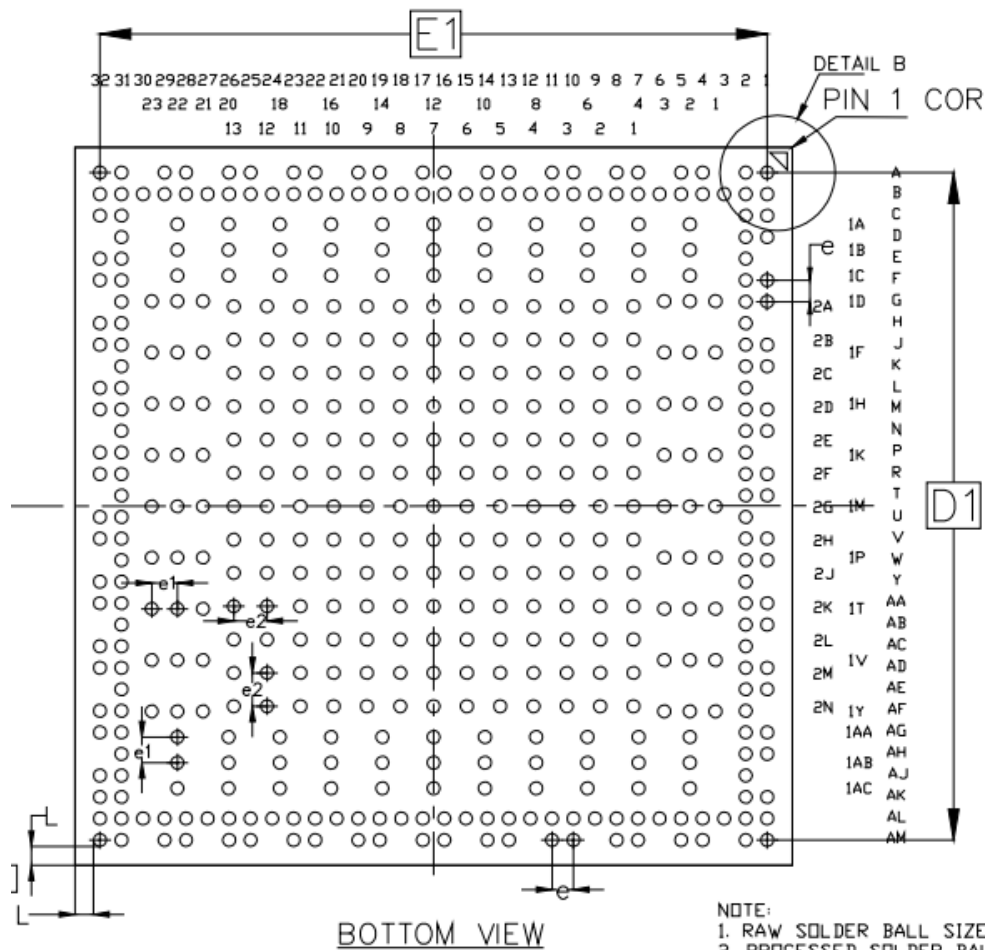 E1
DETAIL B
PIN 1 COR
32 31 30 29 28 27 26 25 24 23 22 21 20 19 18 17 16 15 14 13 12 11 10 9 8 7 6 5 4 3 2 1
23 22 21 20 18 16 14 12 10 8 6 4 3 2 1
13 12 11 10 9 8 7 6 5 4 3 2 1
A
B
C
1A D
1B E
e
1C F
2A 1D G
H
2B J
1F K
2C L
2D 1H M
N
2E P
1K
2F R
T
2G 1M U
D1
2H V
1P W
2J Y
e1
2K 1T AA
e2
AB
2L AC
1V AD
2M
e2
AE
2N 1Y AF
1AA AG
e1
AH
1AB AJ
1AC AK
AL
L
AM
L
e
BOTTOM VIEW
NOTE:
1. RAW SOLDER BALL SIZE
2. PROCESSED SOLDER BAL